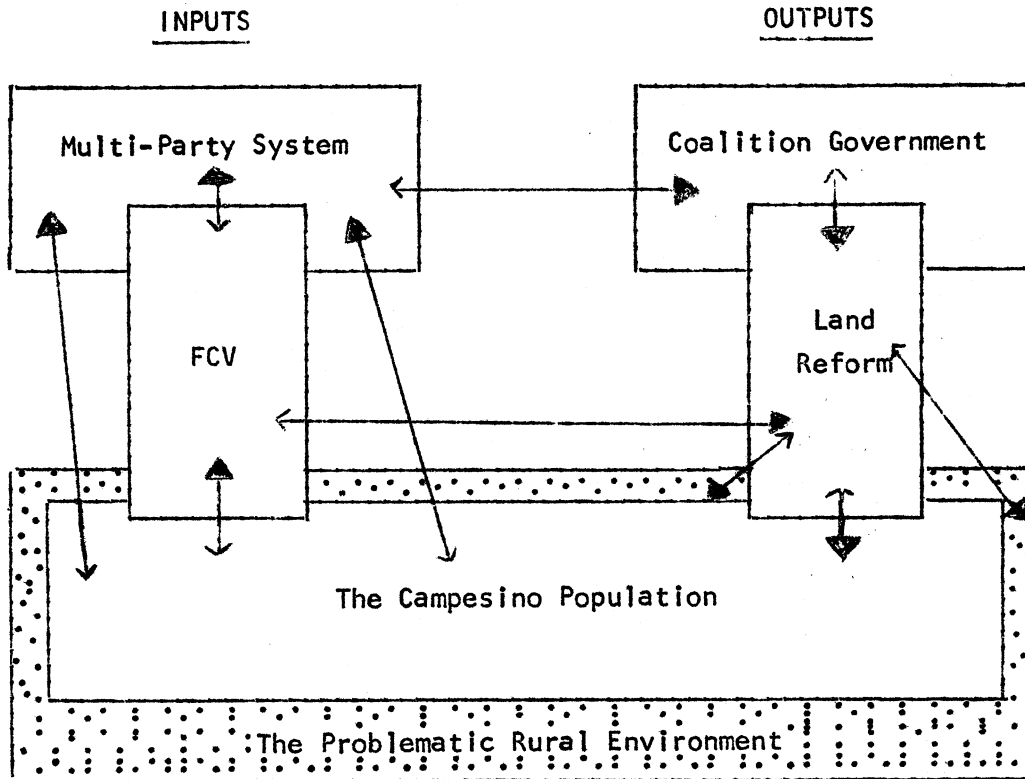 INPUTS
OUTPUTS
Multi-Party System
Coalition Government
FCV
Land
Reform
The Campesino Population
The Problematic Rural Environment